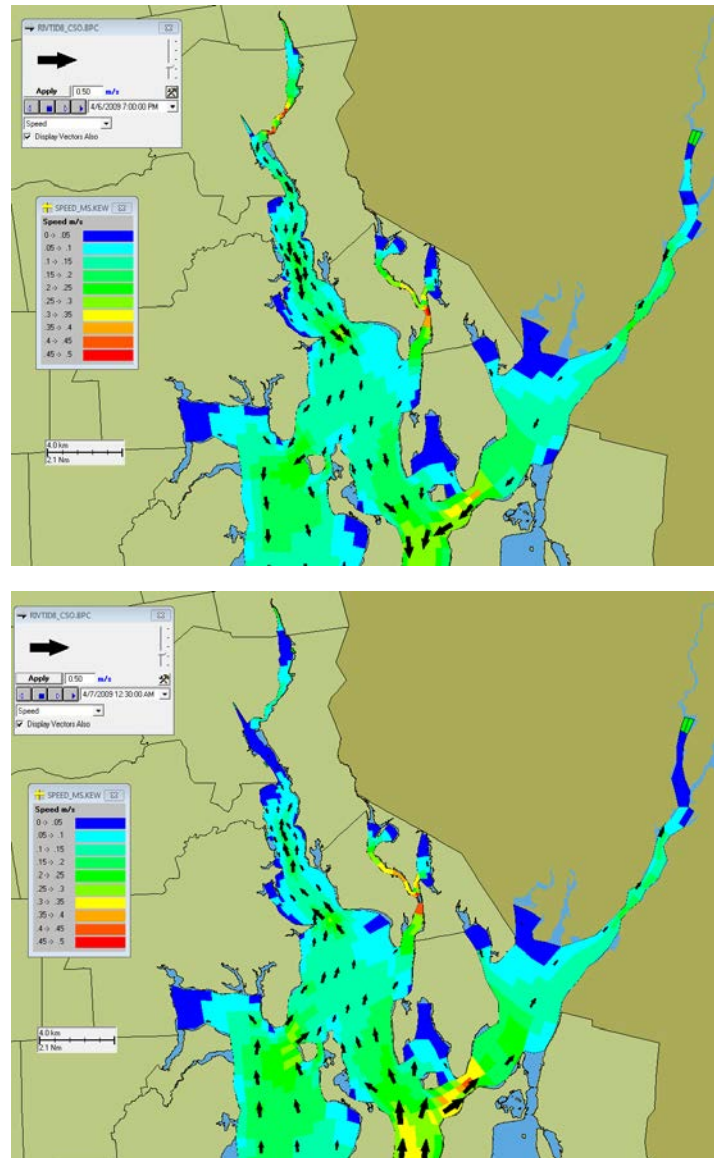 RIVTID8_CSO.BPC
Apply 0.50 m/s
4/6/2009 7:00:00 PM
Speed
Display Vectors Also
SPEED_MS.KEW
Speed m/s
0 -> .05
.05 -> .1
.1 -> .15
.15 -> .2
.2 -> .25
.25 -> .3
.3 -> .35
.35 -> .4
.4 -> .45
.45 -> .5
4.0 km
2.1 Nm
RIVTID8_CSO.BPC
Apply 0.50 m/s
4/7/2009 12:30:00 AM
Speed
Display Vectors Also
SPEED_MS.KEW
Speed m/s
0 -> .05
.05 -> .1
.1 -> .15
.15 -> .2
.2 -> .25
.25 -> .3
.3 -> .35
.35 -> .4
.4 -> .45
.45 -> .5
4.0 km
2.1 Nm